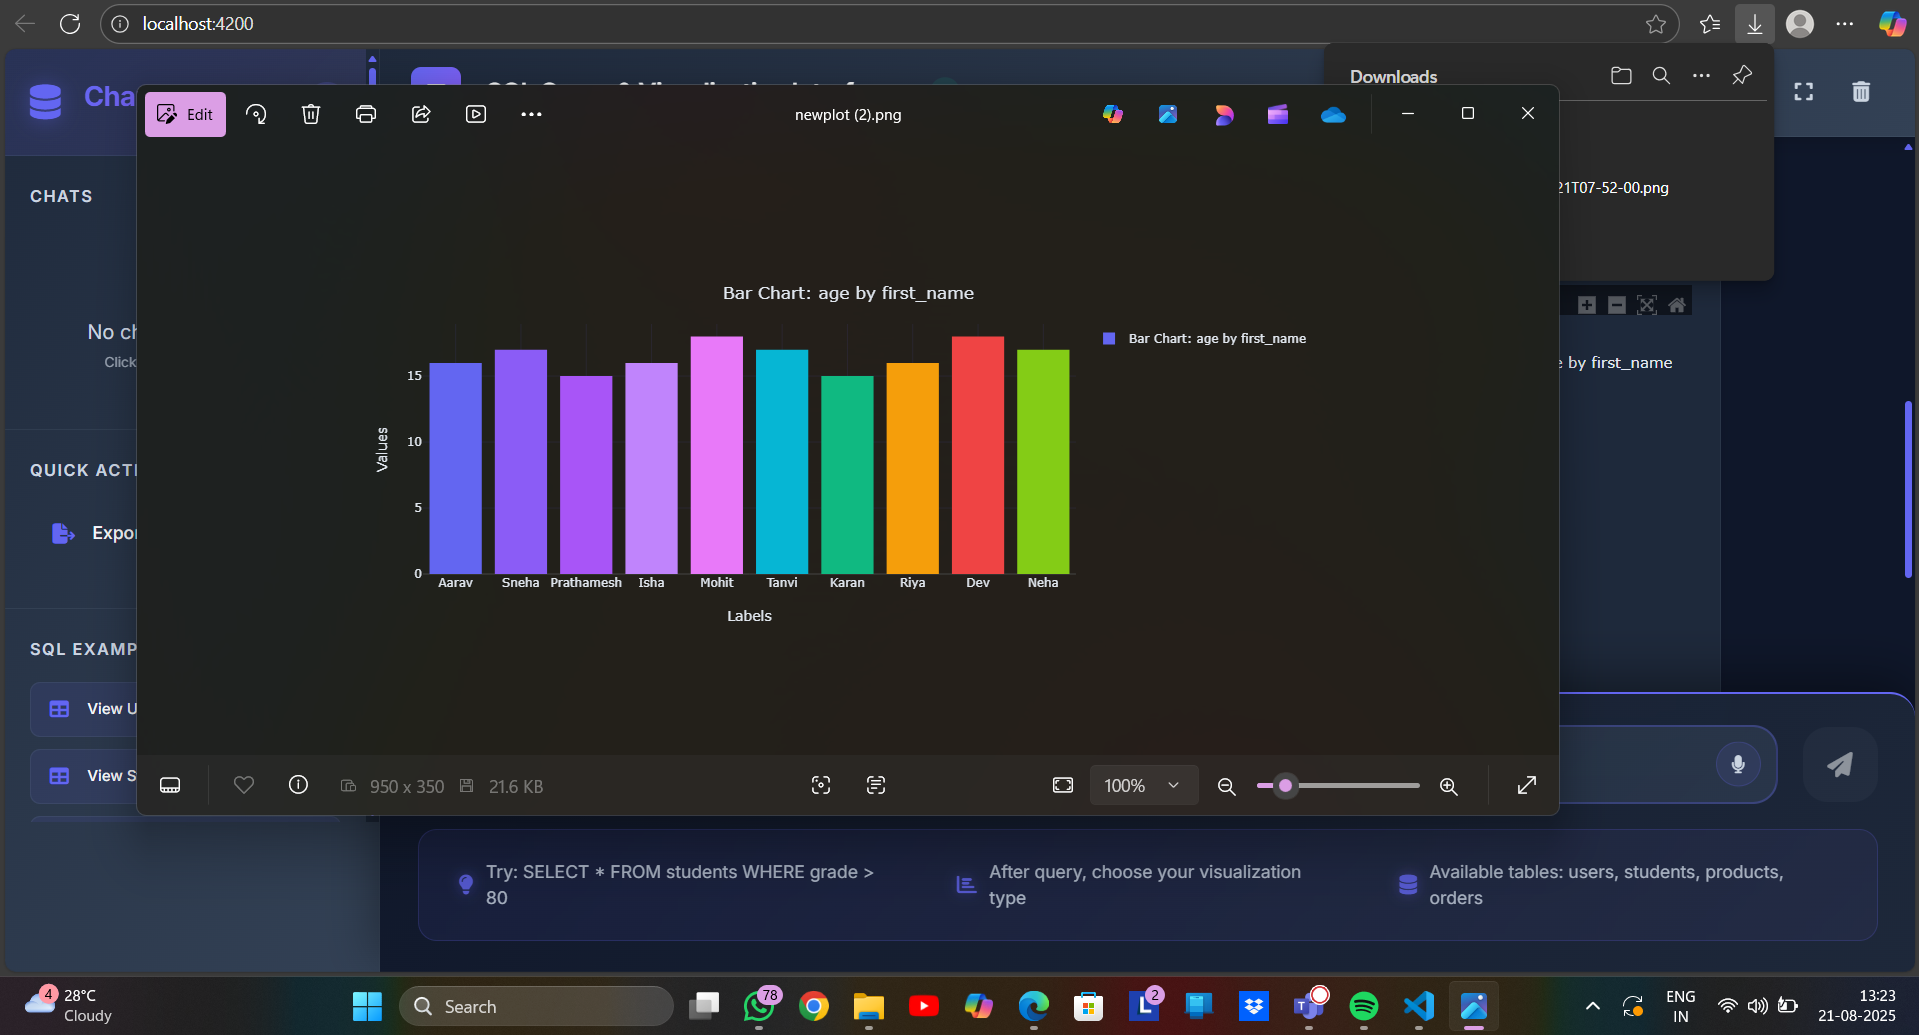 localhost:4200
Downloads
Cha
Edit
newplot (2).png
21T07-52-00.png
CHATS
No ch
Click
Bar Chart: age by first_name
Bar Chart: age by first_name
by first_name
15
10
5
0
Values
Aarav Sneha Prathamesh Isha Mohit Tanvi Karan Riya Dev Neha
Labels
QUICK ACTI
Expor
SQL EXAMP
View U
View S
950 x 350
21.6 KB
100%
Try: SELECT * FROM students WHERE grade >
80
After query, choose your visualization
type
Available tables: users, students, products,
orders
4
28°C
Cloudy
Search
78
L
2
T
ENG
IN
13:23
21-08-2025